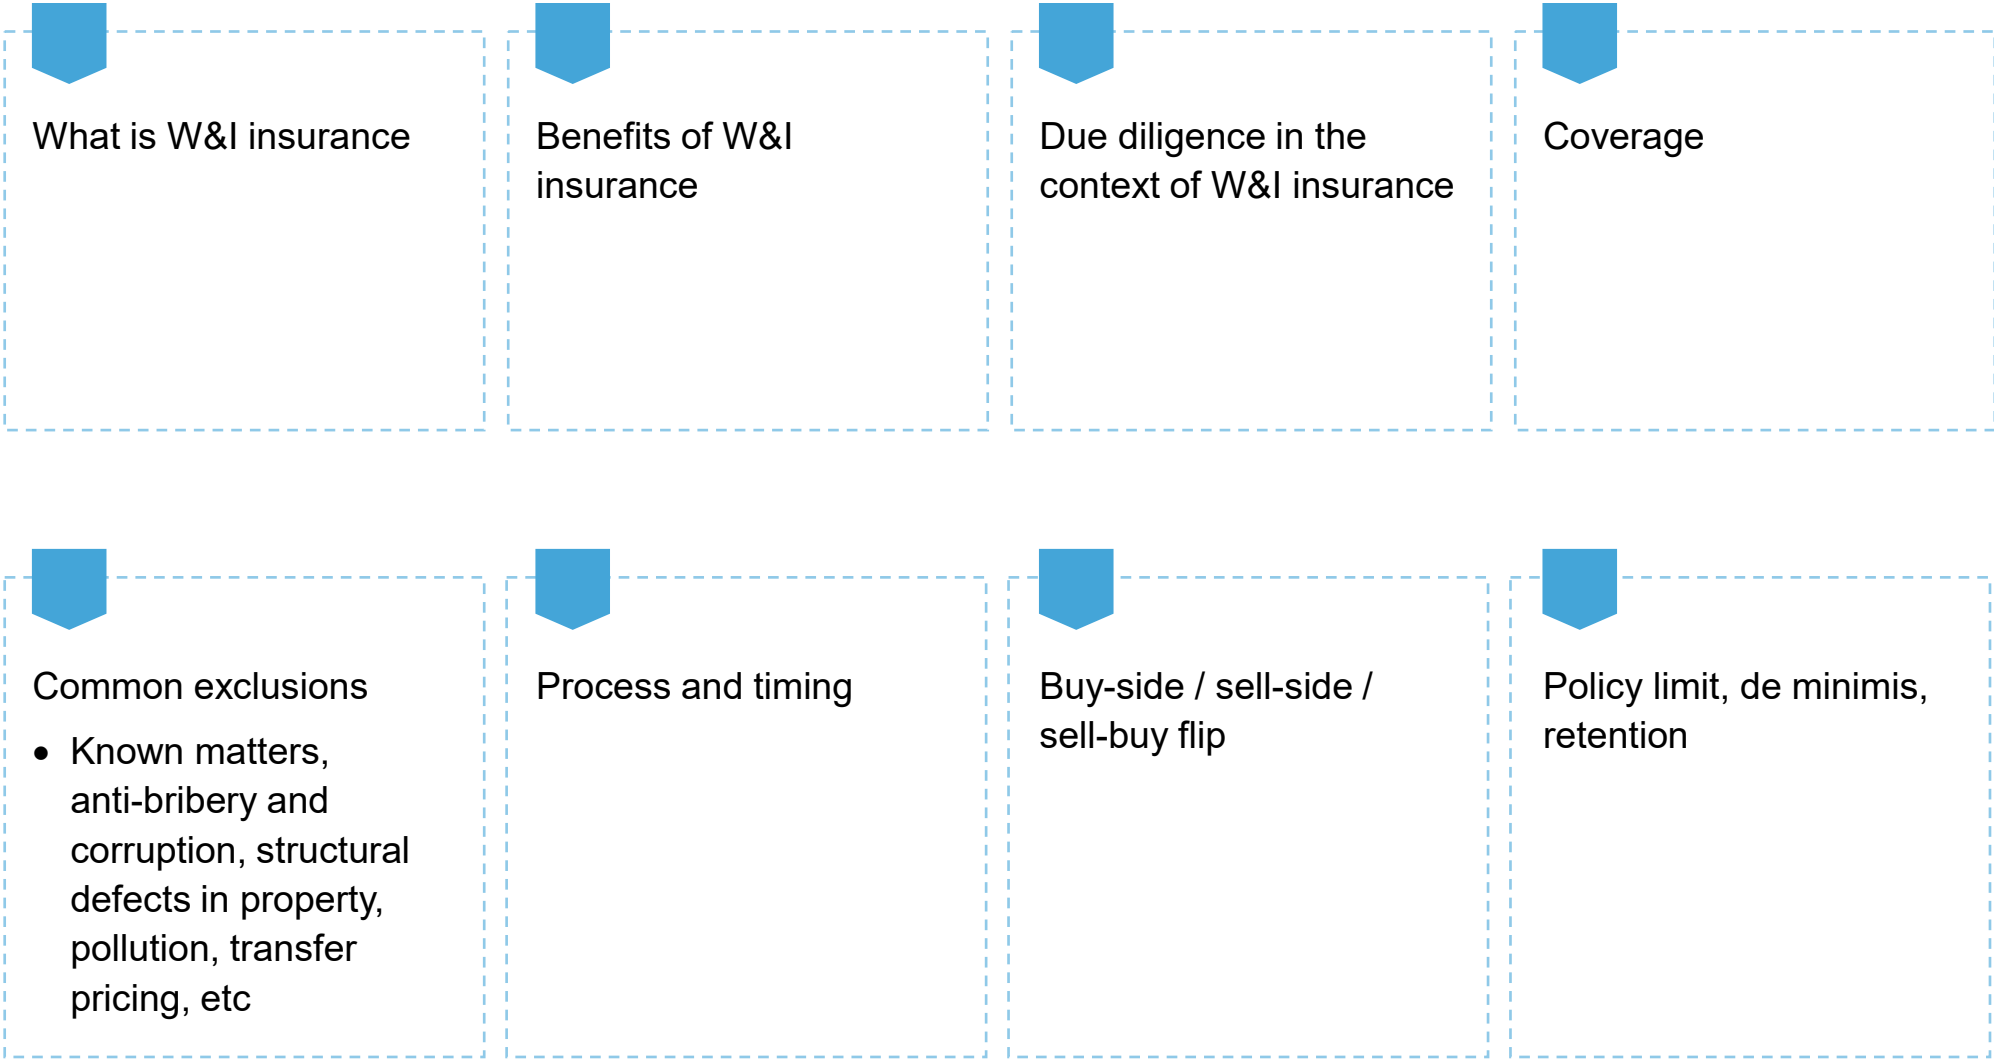 What is W&I insurance
Benefits of W&I
insurance
Due diligence in the
context of W&I insurance
Coverage
Common exclusions
• Known matters,
anti-bribery and
corruption, structural
defects in property,
pollution, transfer
pricing, etc
Process and timing
Buy-side / sell-side /
sell-buy flip
Policy limit, de minimis,
retention